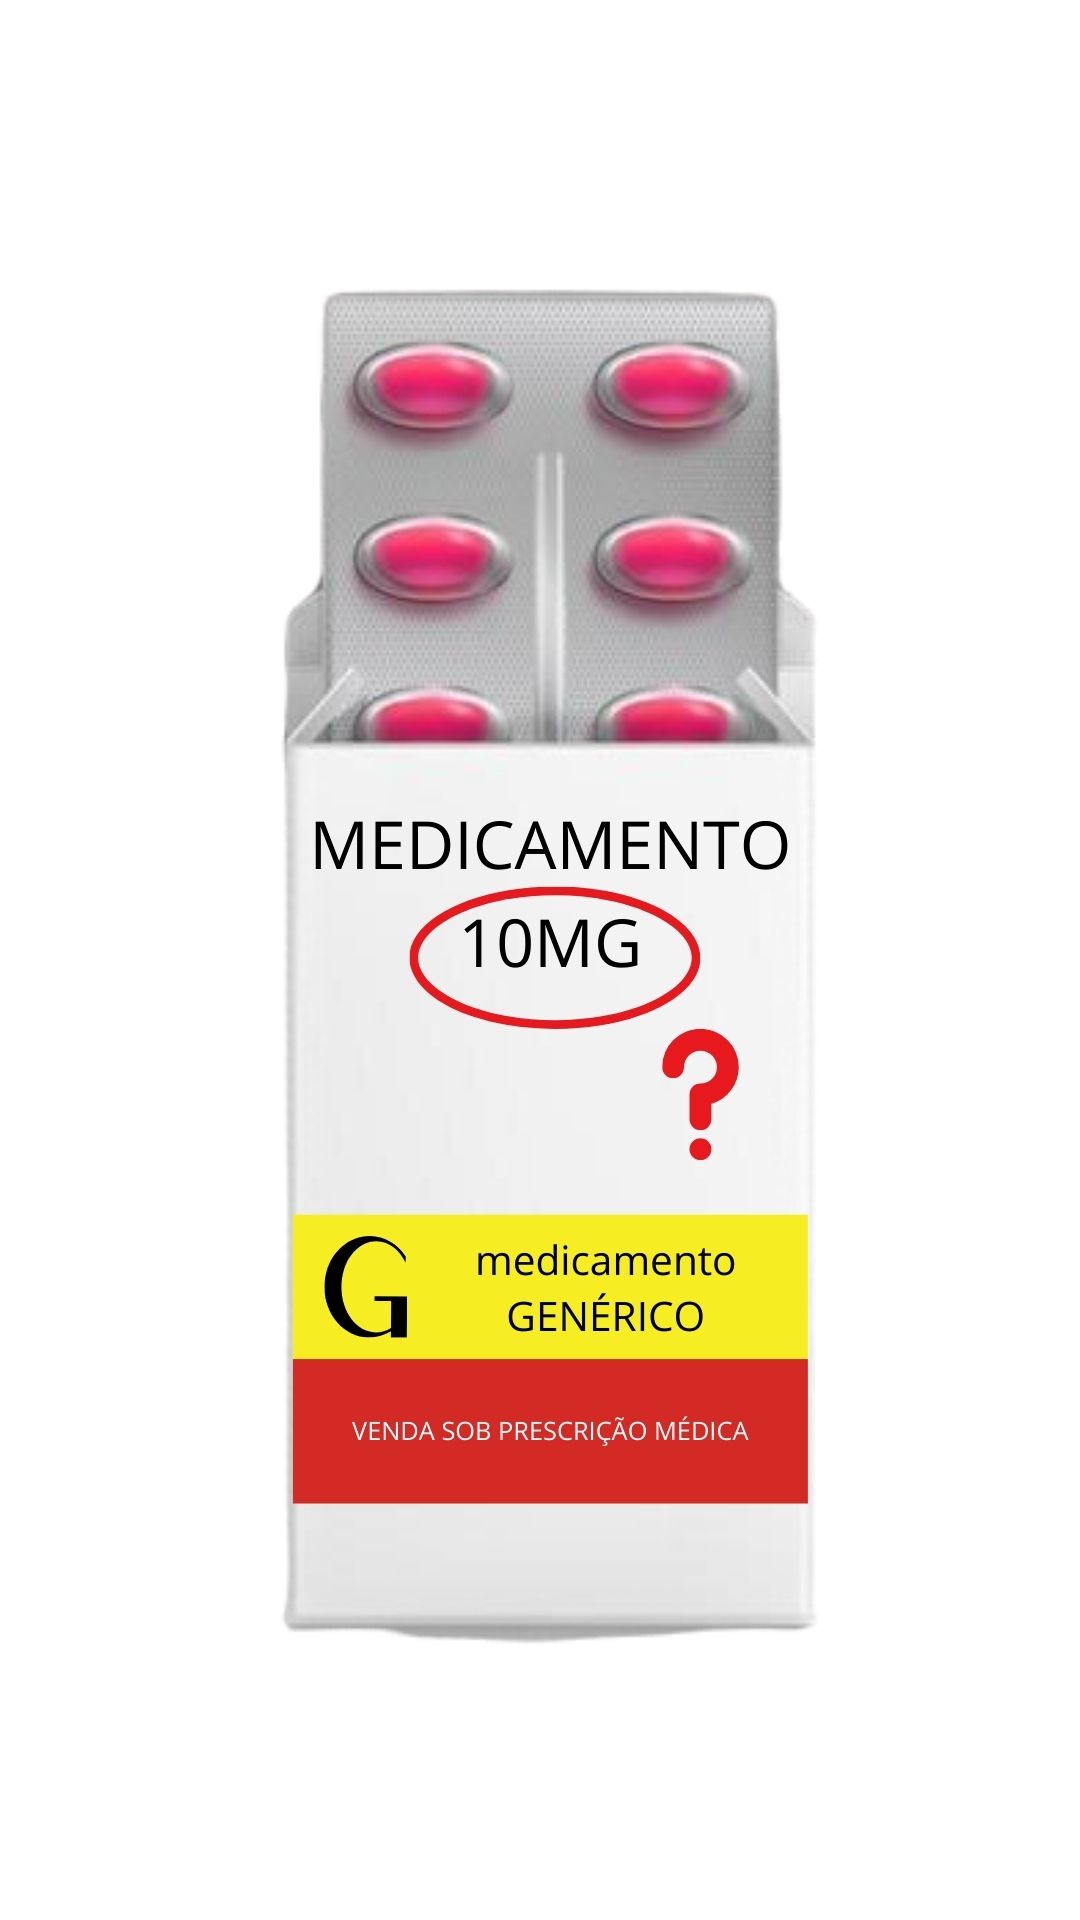 MEDICAMENTO
10MG
?
G
medicamento
GENÉRICO
VENDA SOB PRESCRIÇÃO MÉDICA